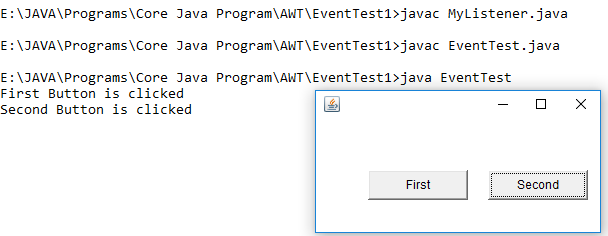 E:\JAVA\Programs\Core Java Program\AWT\EventTest1>javac MyListener.java
E:\JAVA\Programs\Core Java Program\AWT\EventTest1>javac EventTest.java
E:\JAVA\Programs\Core Java Program\AWT\EventTest1>java EventTest
First Button is clicked
Second Button is clicked
First Second